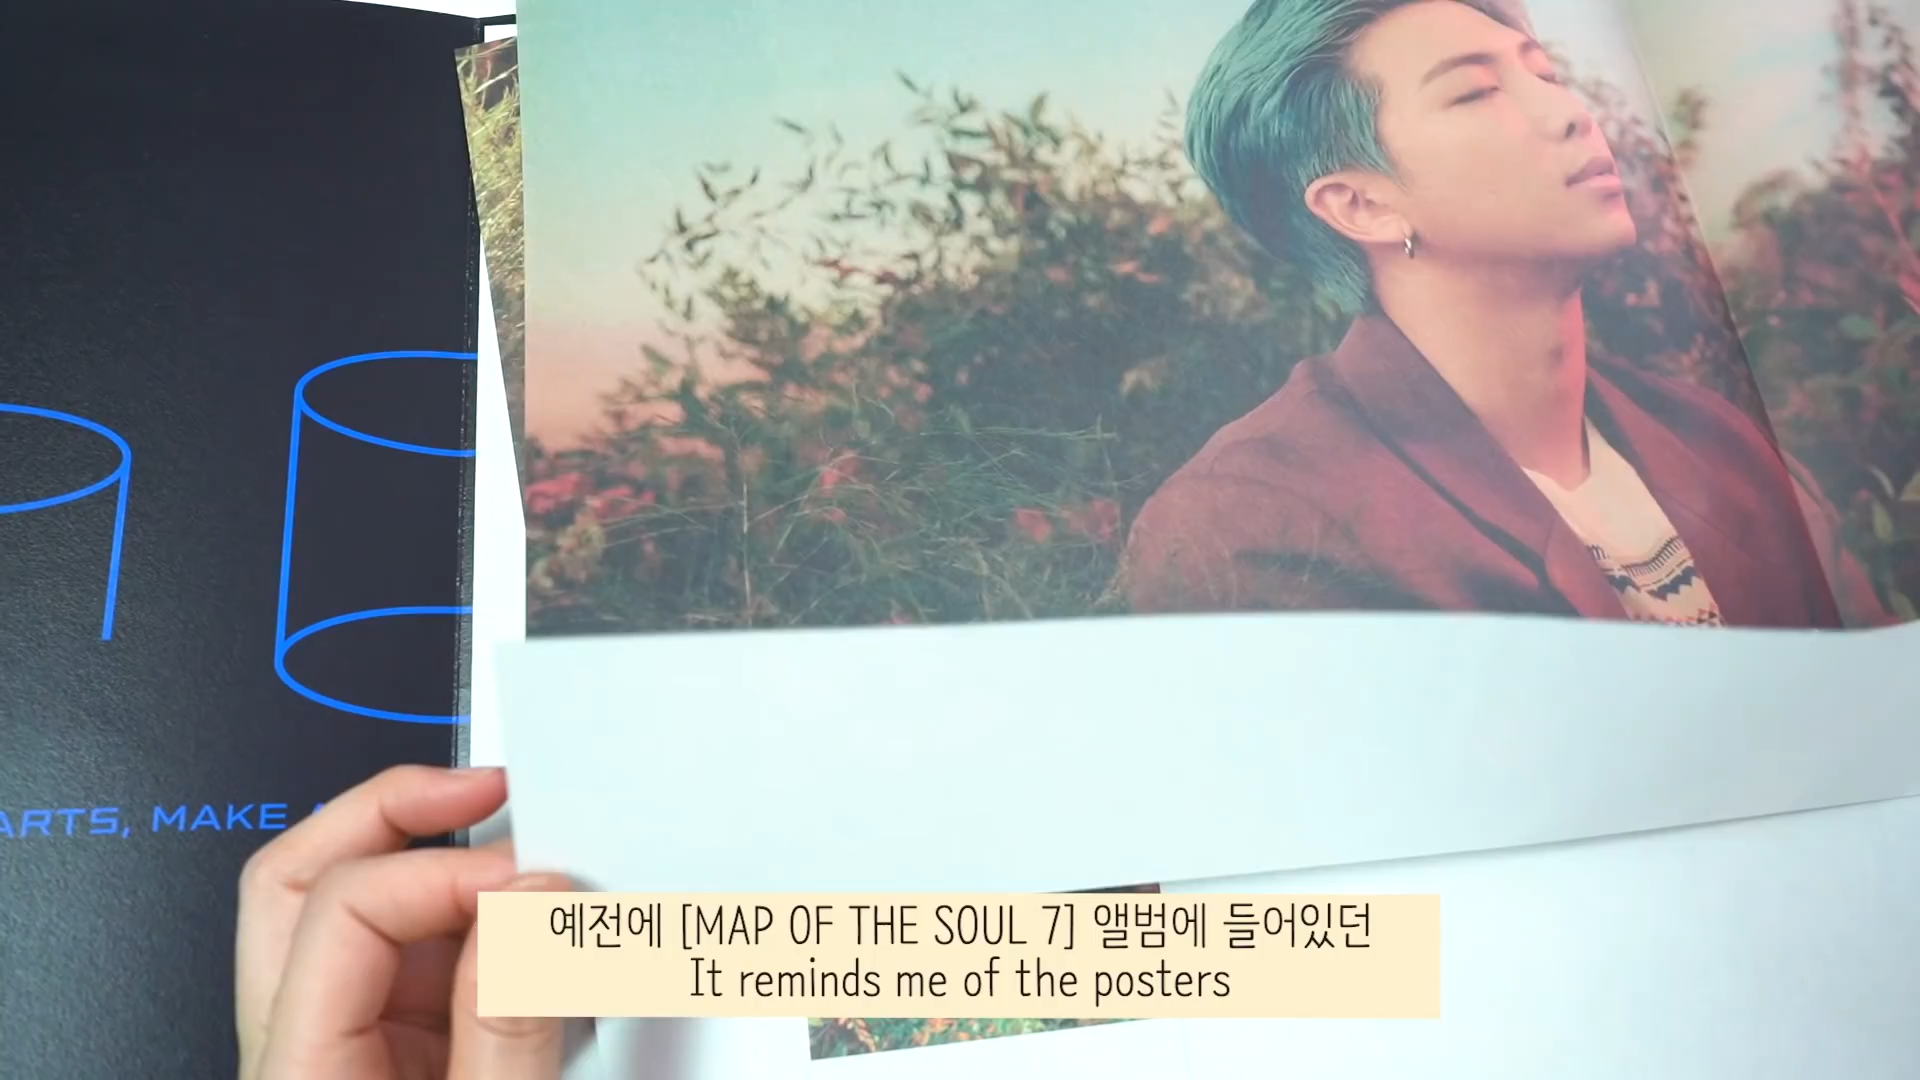 ARTS, MAKE
예전에 [MAP OF THE SOUL 7] 앨범에 들어있던
It reminds me of the posters